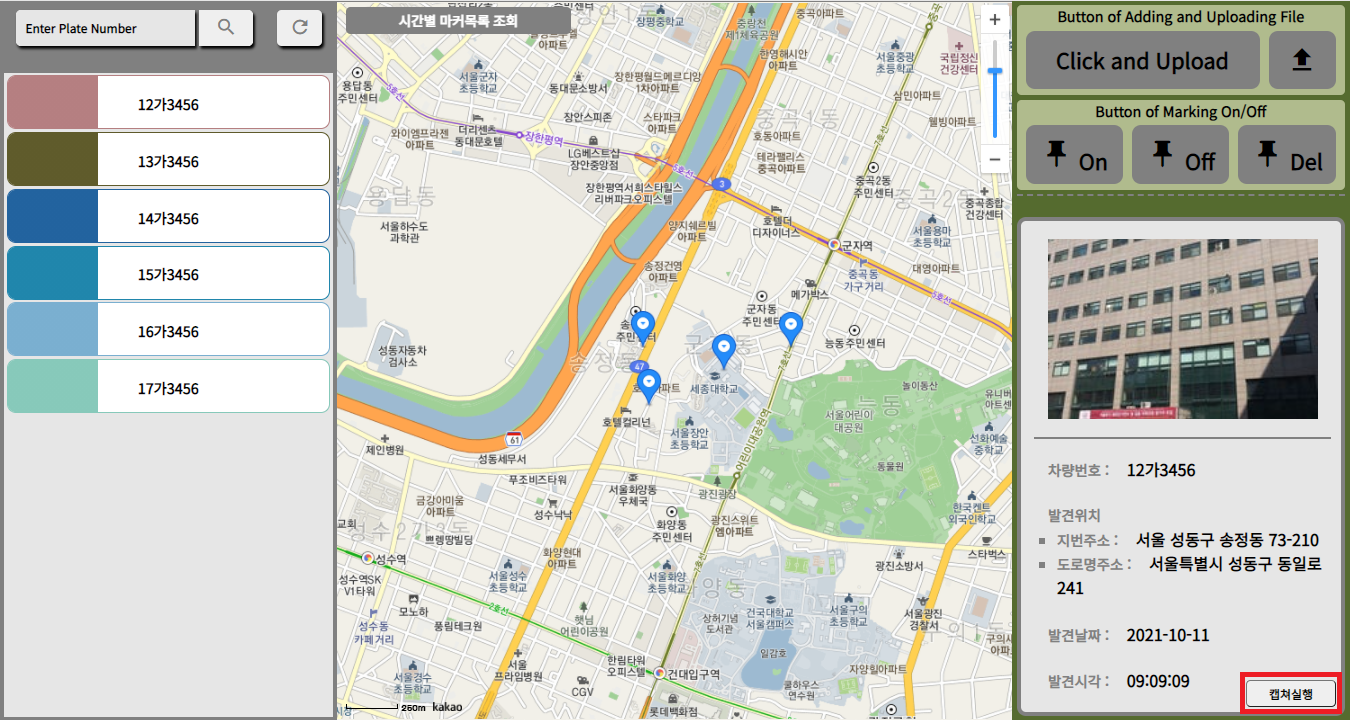 Enter Plate Number
12가3456
13가3456
14가3456
15가3456
16가3456
17가3456
시간별 마커목록 조회
장평중학교
중랑천
제1체육공원
중곡아파트
한영해시안
아파트
서울중광
초등학교
국립정신
건강센터
용답동
주민센터
5호선
서울군자
초등학교
동대문소방서
장한평월드메르디앙
1차아파트
삼민아파트
와이엠프라젠
아파트
더리센츠
동대문호텔
장안스피존
장한평역
스타파크
아파트
중곡1동
호동아파트
웰빙아파트
7호선
LG베스트샵
장안중앙점
5호선
테라팰리스
중곡아파트
3
중곡2동
주민센터
중곡2동
중곡종합
건강센터
용답동
장한평역서희스타힐스
리버파크오피스텔
서울하수도
과학관
양지쉐르빌
아파트
호텔더
디자이너스
군자역
서울용마
초등학교
송정건영
아파트
중곡동
가구거리
대영아파트
메가박스
5호선
군자동
주민센터
능동주민센터
성동자동차
검사소
송정동
47
세종대학교
7호선
능동
놀이동산
서울어린이
대공원
호텔컬리넌
서울장안
초등학교
어린이대공원역
선화예술
중학교
61
제인병원
성동세무서
동물원
푸조비즈타워
서울화양동
우체국
광진광장
금강아미움
아파트
성수낙낙
화양동
주민센터
광진스위트
엠아파트
한국켄트
외국인학교
교회
성수2가3동
쁘렝땅빌딩
스타벅스
성수역
화양현대
아파트
광진소방서
성수역SK
V1타워
서울성수
초등학교
서울화양
초등학교
모노하
2호선
햇님
어린이공원
상허기념
도서관
건국대학교
서울캠퍼스
서울구의
초등학교
서울광진
경찰서
성수동
카페거리
풍림테크원
일감호
서울
프라임병원
한림타워
오피스텔
건대입구역
자양힐아파트
서울경수
초등학교
CGV
쿨하우스
연수원
롯데백화점
250m
kakao
Button of Adding and Uploading File
Click and Upload
Button of Marking On/Off
On
Off
Del
차량번호 : 12가3456
발견위치
지번주소 : 서울 성동구 송정동 73-210
도로명주소 : 서울특별시 성동구 동일로
241
발견날짜 : 2021-10-11
발견시각 : 09:09:09
캡쳐실행